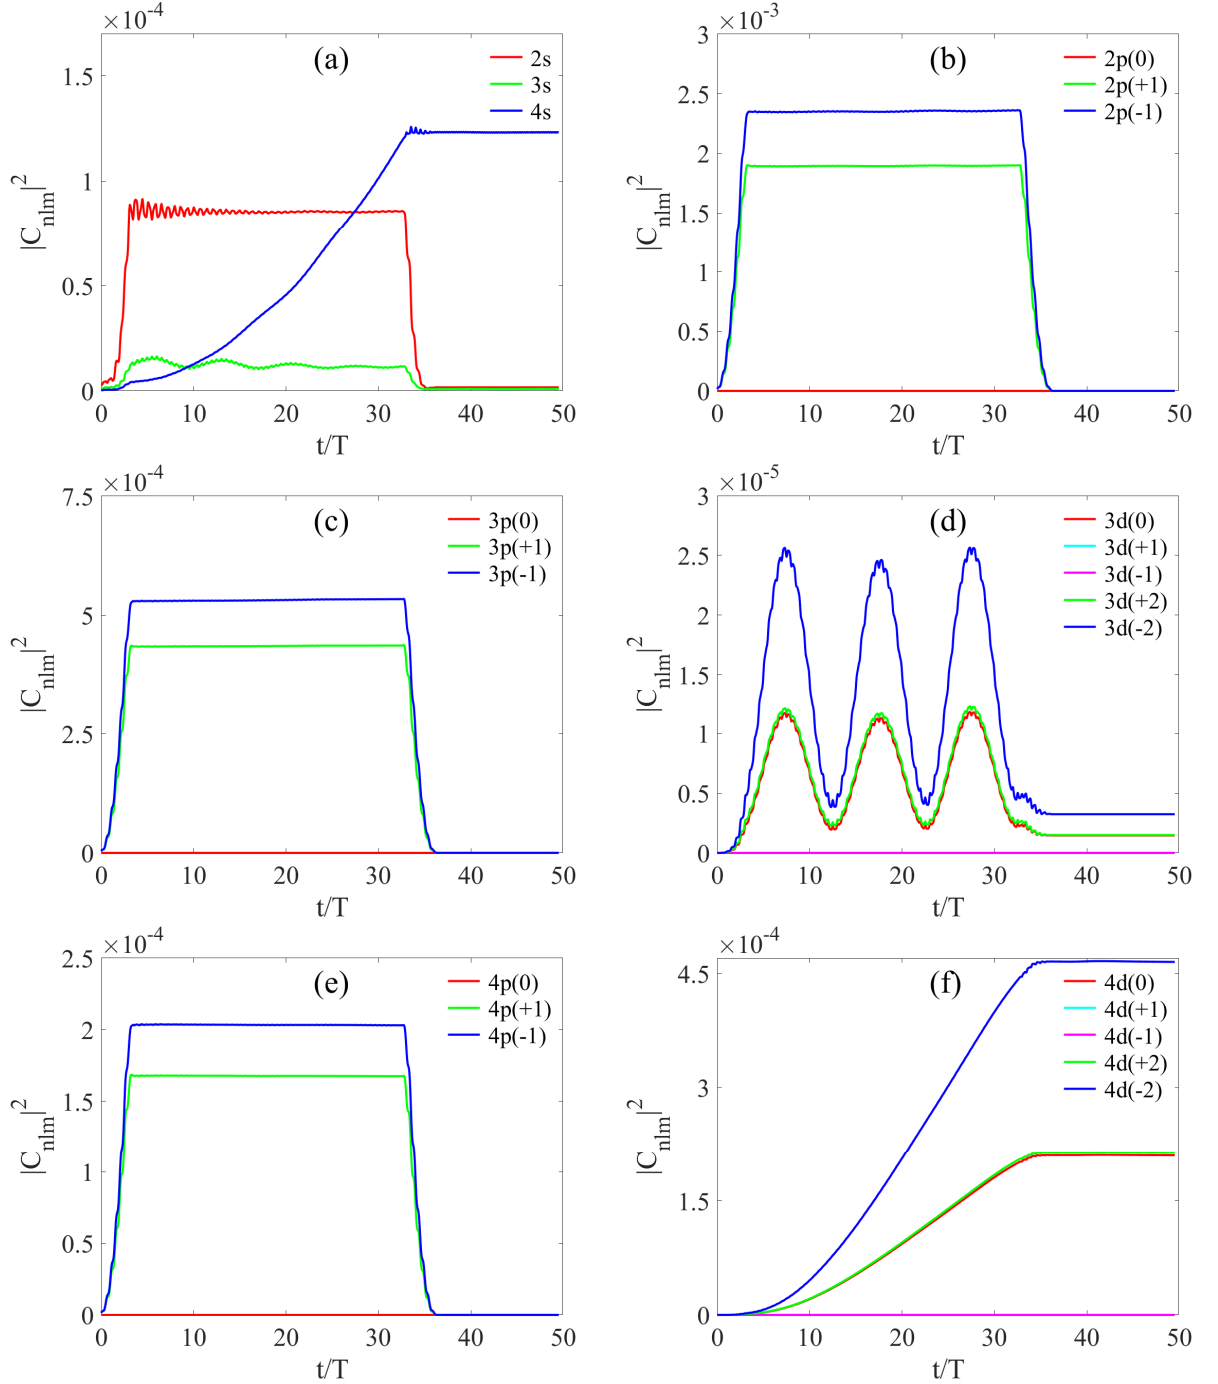 ×10-4
(a)
2s
3s
4s
1.5
1
0.5
0
|Cnlm|2
0 10 20 30 40 50
t/T
×10-3
(b)
2p(0)
2p(+1)
2p(-1)
3
2.5
2
1.5
1
0.5
0
|Cnlm|2
0 10 20 30 40 50
t/T
×10-4
(c)
3p(0)
3p(+1)
3p(-1)
7.5
5
2.5
0
|Cnlm|2
0 10 20 30 40 50
t/T
×10-5
(d)
3d(0)
3d(+1)
3d(-1)
3d(+2)
3d(-2)
3
2.5
2
1.5
1
0.5
0
|Cnlm|2
0 10 20 30 40 50
t/T
×10-4
(e)
4p(0)
4p(+1)
4p(-1)
2.5
2
1.5
1
0.5
0
|Cnlm|2
0 10 20 30 40 50
t/T
×10-4
(f)
4d(0)
4d(+1)
4d(-1)
4d(+2)
4d(-2)
4.5
3
1.5
0
|Cnlm|2
0 10 20 30 40 50
t/T